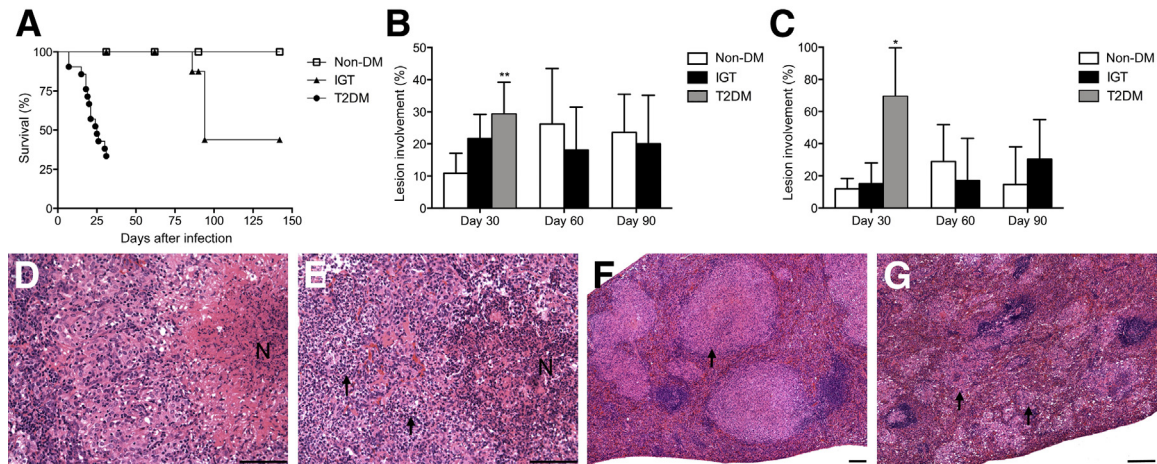 A
B
C
100
75
50
25
0
Survival (%)
0 25 50 75 100 125 150
Days after infection
Non-DM
IGT
T2DM
50
40
30
20
10
0
Lesion involvement (%)
**
Day 30 Day 60 Day 90
Non-DM
IGT
T2DM
100
80
60
40
20
0
Lesion involvement (%)
*
Day 30 Day 60 Day 90
Non-DM
IGT
T2DM
D
N
E
N
F
G